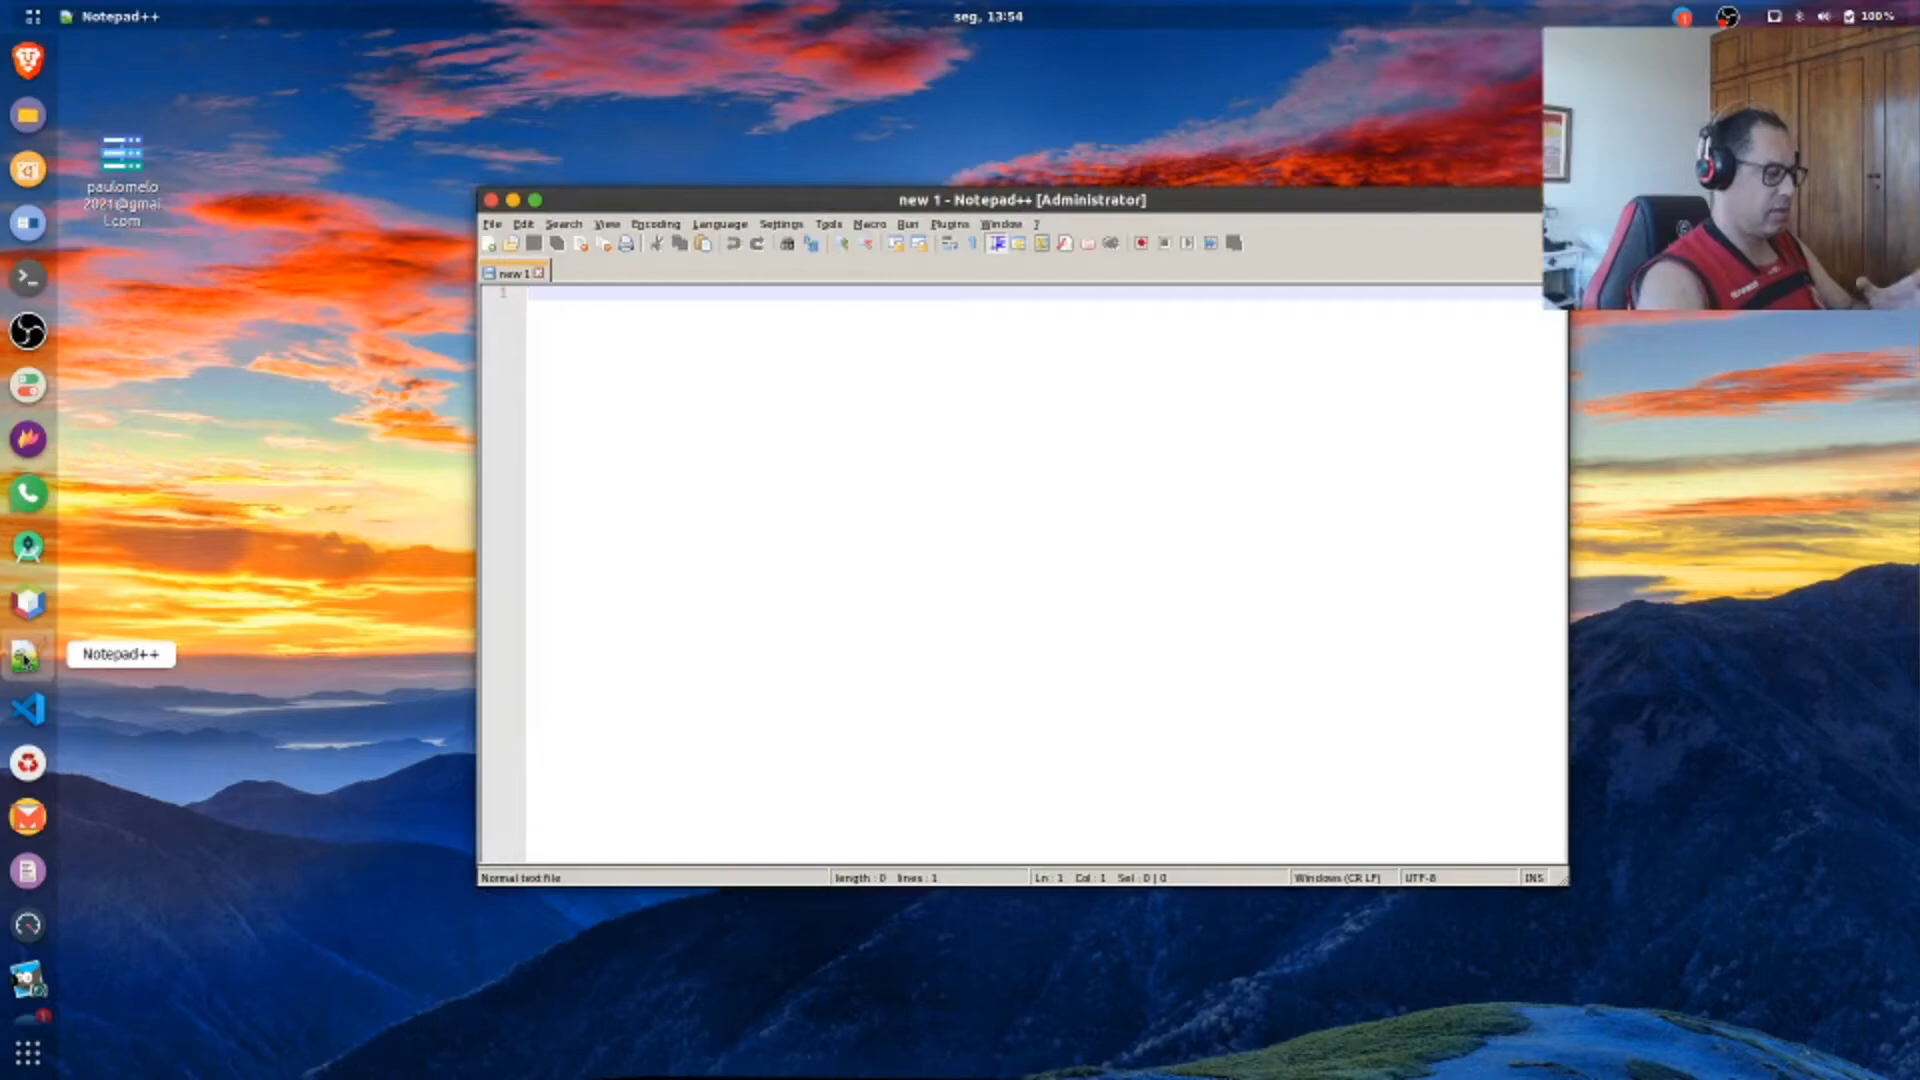 Notepad++
seg, 13:54
100%
paulomelo
2021@gmai
l.com
new 1 - Notepad++ [Administrator]
File Edit Search View Encoding Language Settings Tools Macro Run Plugins Window ?
new 1
1
Notepad++
Normal text file length : 0 lines : 1 Ln : 1 Col : 1 Sel : 0 | 0 Windows (CR LF) UTF-8 INS